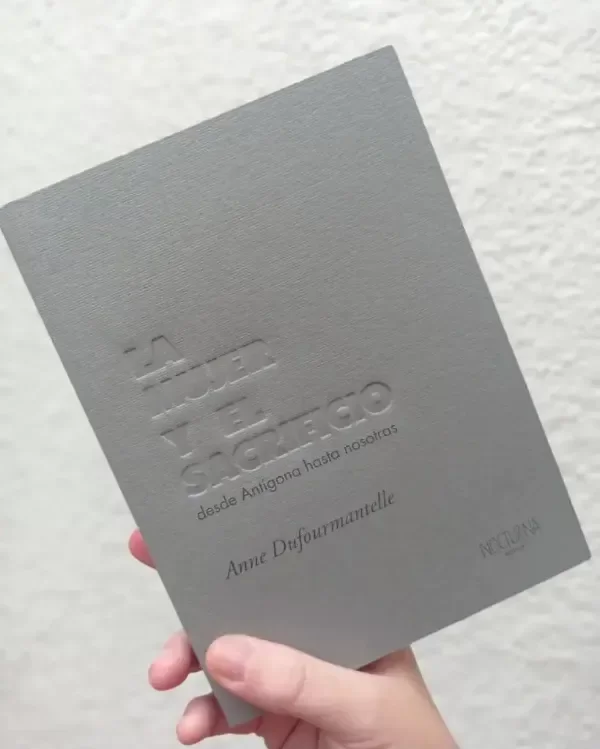 LA
MUJER
Y EL
SACRIFICIO
desde Antígona hasta nosotras
Anne Dufourmantelle
NOCTURNA